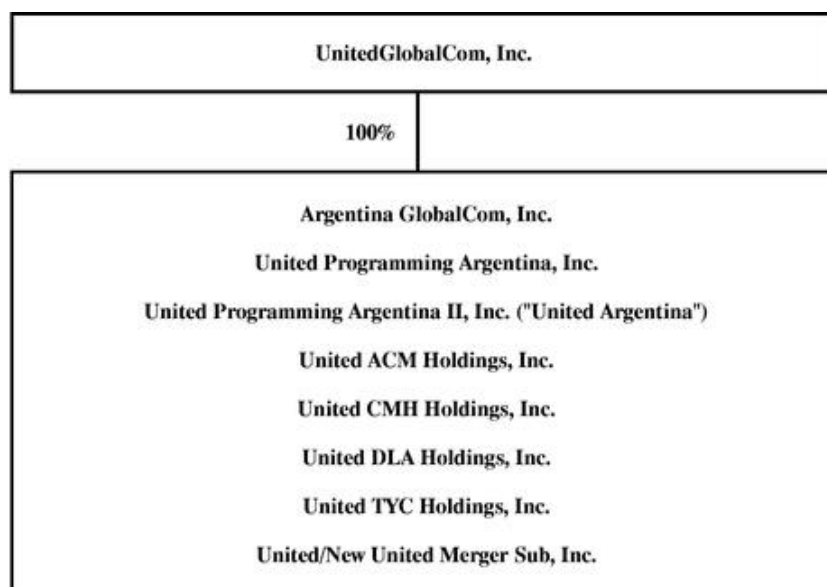 UnitedGlobalCom, Inc.
100%
Argentina GlobalCom, Inc.
United Programming Argentina, Inc.
United Programming Argentina II, Inc. ("United Argentina")
United ACM Holdings, Inc.
United CMH Holdings, Inc.
United DLA Holdings, Inc.
United TYC Holdings, Inc.
United/New United Merger Sub, Inc.